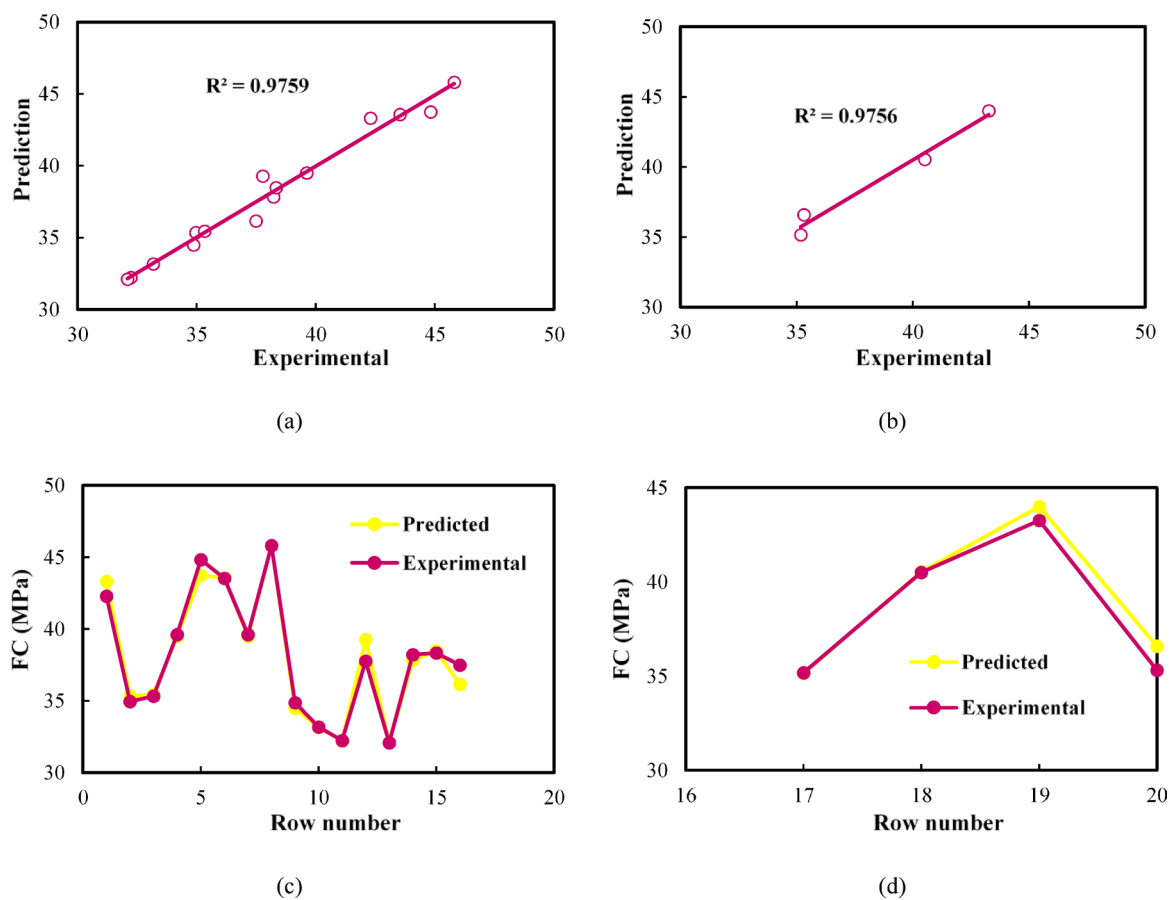 50
45
40
35
30
Prediction
R² = 0.9759
30 35 40 45 50
Experimental
(a)
50
45
40
35
30
Prediction
R² = 0.9756
30 35 40 45 50
Experimental
(b)
50
45
40
35
30
FC (MPa)
Predicted
Experimental
0 5 10 15 20
Row number
(c)
45
40
35
30
FC (MPa)
Predicted
Experimental
16 17 18 19 20
Row number
(d)